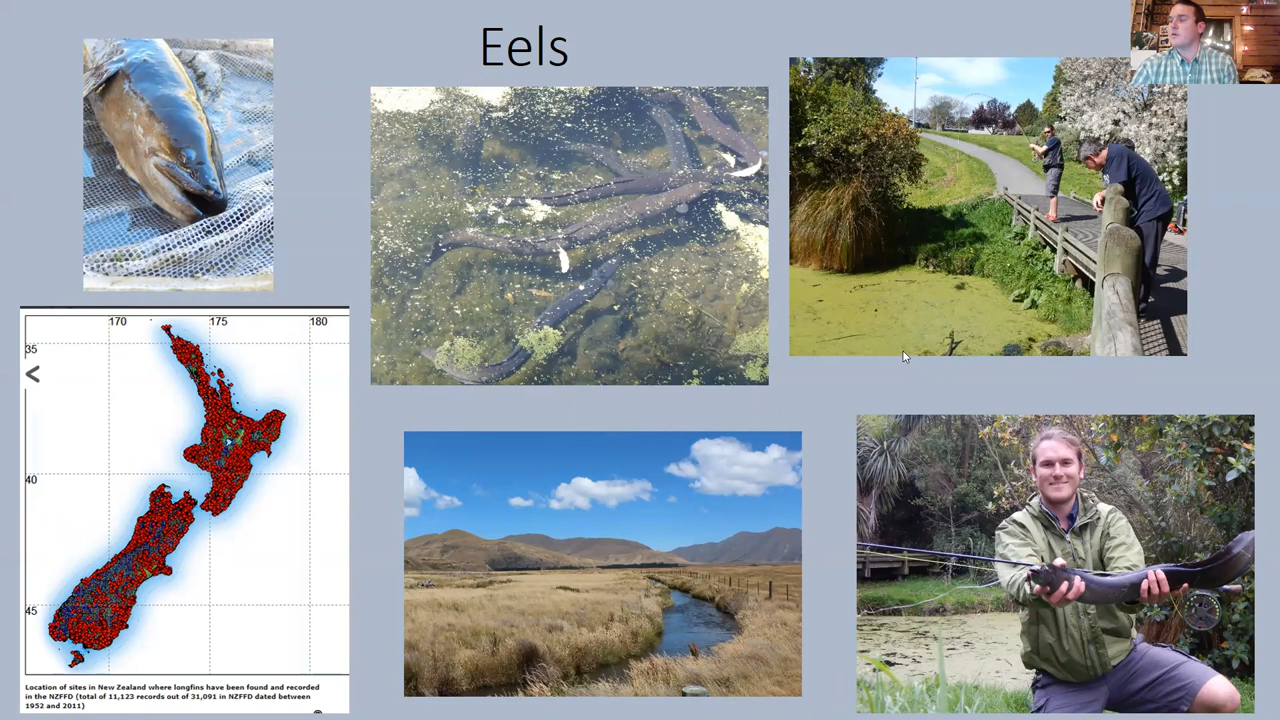 Eels
170 175 180
35
40
45
Location of sites in New Zealand where longfins have been found and recorded
in the NZFFD (total of 11,123 records out of 31,091 in NZFFD dated between
1952 and 2011)